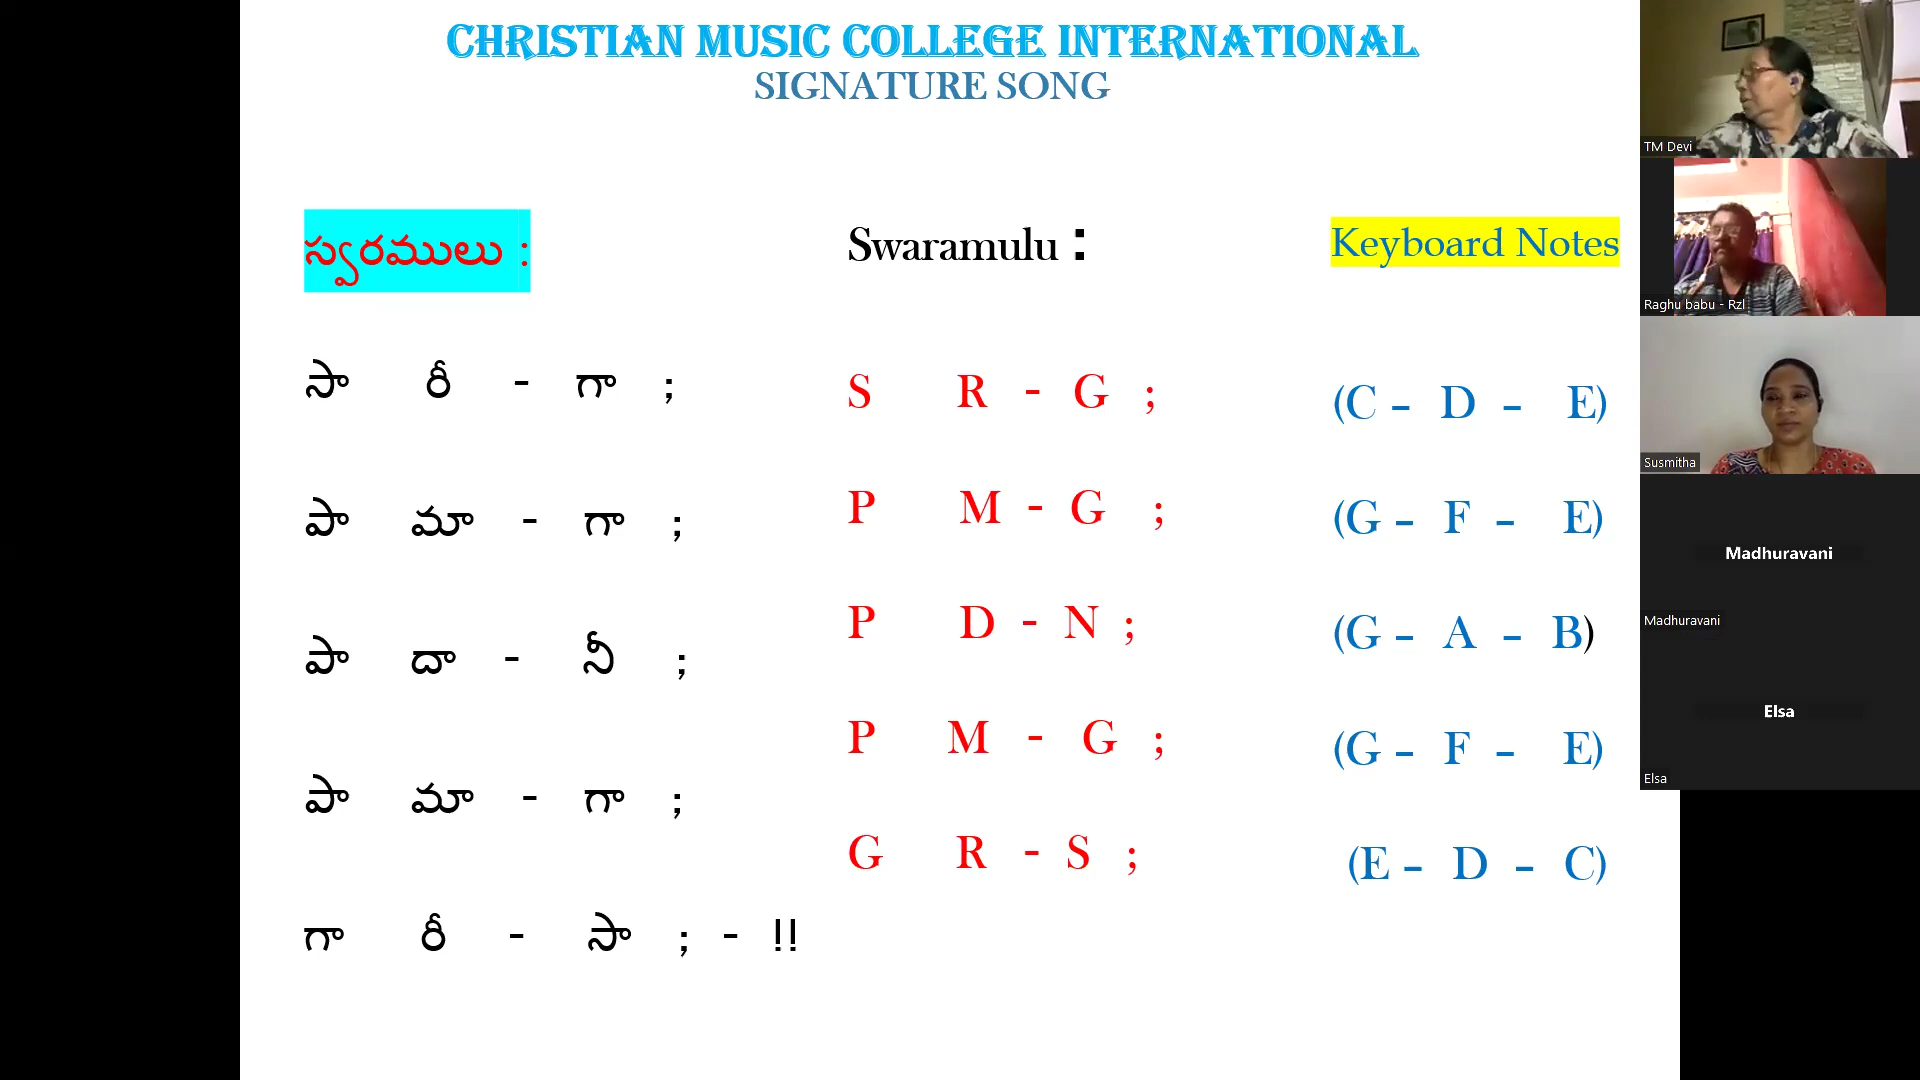 CHRISTIAN MUSIC COLLEGE INTERNATIONAL
SIGNATURE SONG
స్వరములు :
సా రీ - గా ;
పా మా - గా ;
పా దా - నీ ;
పా మా - గా ;
గా రీ - సా ; - !!
Swaramulu :
S R - G ;
P M - G ;
P D - N ;
P M - G ;
G R - S ;
Keyboard Notes
(C – D – E)
(G – F – E)
(G – A – B)
(G – F – E)
(E – D – C)
TM Devi
Raghu babu - Rzl
Susmitha
Madhuravani
Madhuravani
Elsa
Elsa